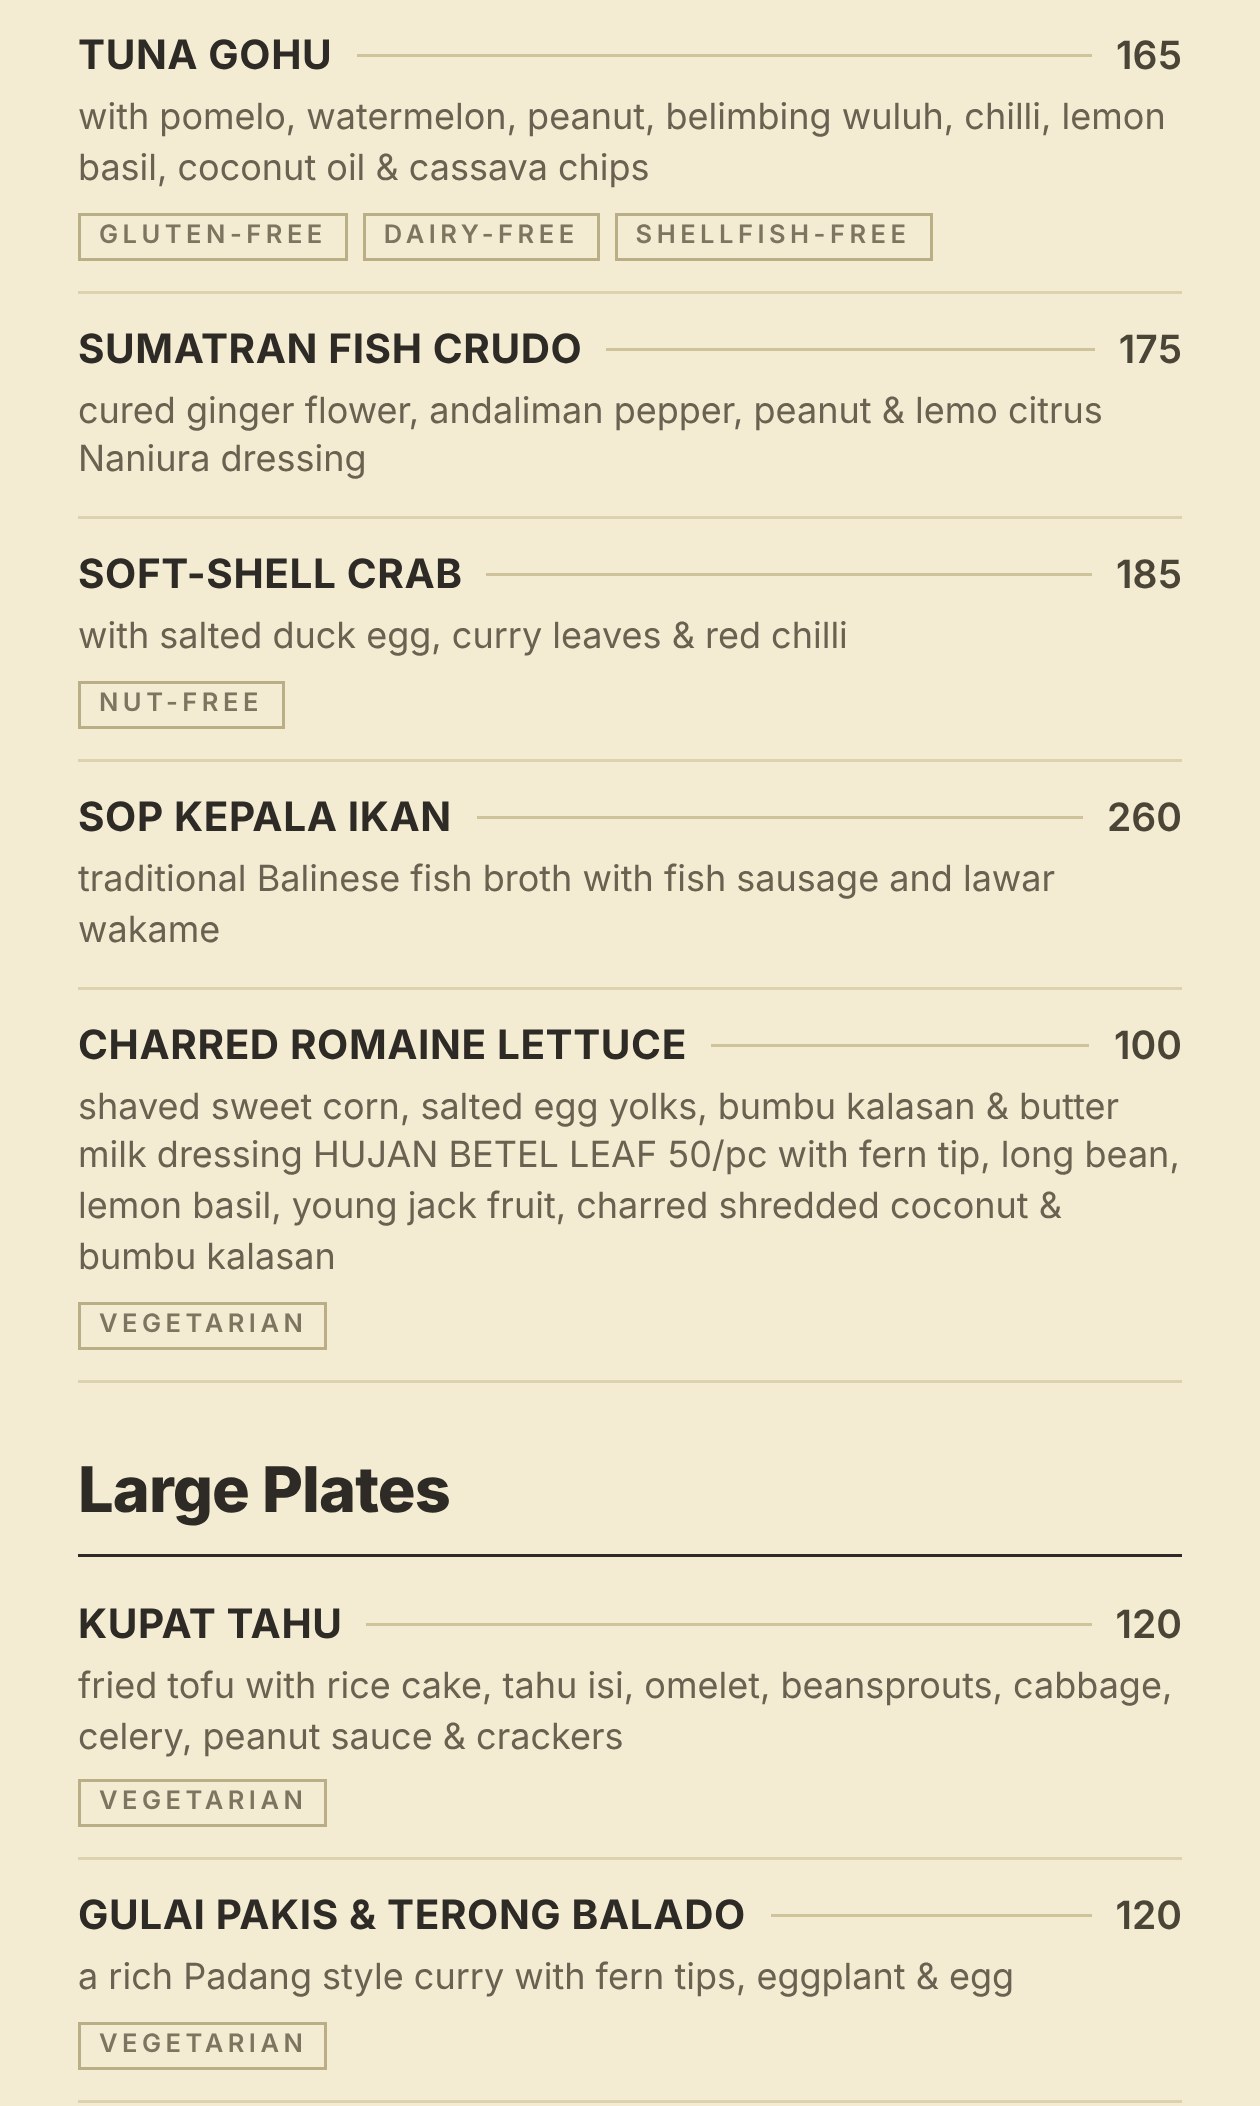 TUNA GOHU 165
with pomelo, watermelon, peanut, belimbing wuluh, chilli, lemon
basil, coconut oil & cassava chips
GLUTEN-FREE DAIRY-FREE SHELLFISH-FREE
SUMATRAN FISH CRUDO 175
cured ginger flower, andaliman pepper, peanut & lemo citrus
Naniura dressing
SOFT-SHELL CRAB 185
with salted duck egg, curry leaves & red chilli
NUT-FREE
SOP KEPALA IKAN 260
traditional Balinese fish broth with fish sausage and lawar
wakame
CHARRED ROMAINE LETTUCE 100
shaved sweet corn, salted egg yolks, bumbu kalasan & butter
milk dressing HUJAN BETEL LEAF 50/pc with fern tip, long bean,
lemon basil, young jack fruit, charred shredded coconut &
bumbu kalasan
VEGETARIAN
Large Plates
KUPAT TAHU 120
fried tofu with rice cake, tahu isi, omelet, beansprouts, cabbage,
celery, peanut sauce & crackers
VEGETARIAN
GULAI PAKIS & TERONG BALADO 120
a rich Padang style curry with fern tips, eggplant & egg
VEGETARIAN